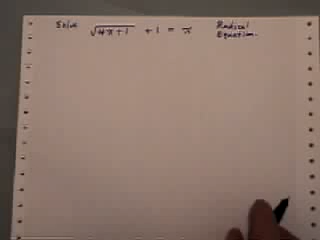 Solve √4x+1 + 1 = x Radical
Equation.